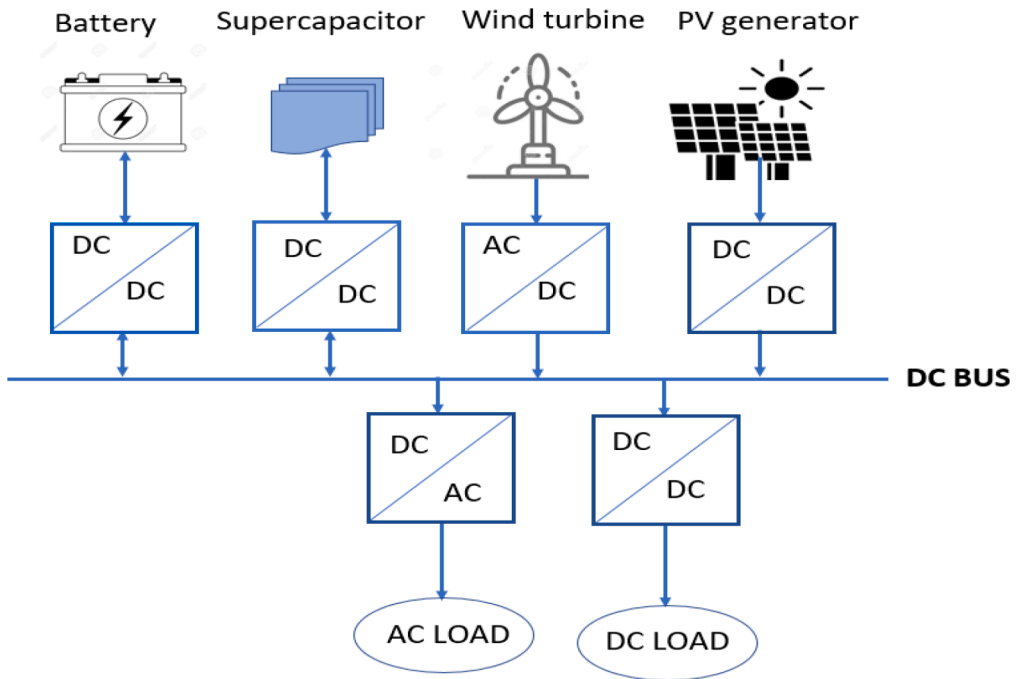 Battery
Supercapacitor
Wind turbine
PV generator
DC
DC
DC
DC
AC
DC
DC
DC
DC BUS
DC
AC
DC
DC
AC LOAD
DC LOAD